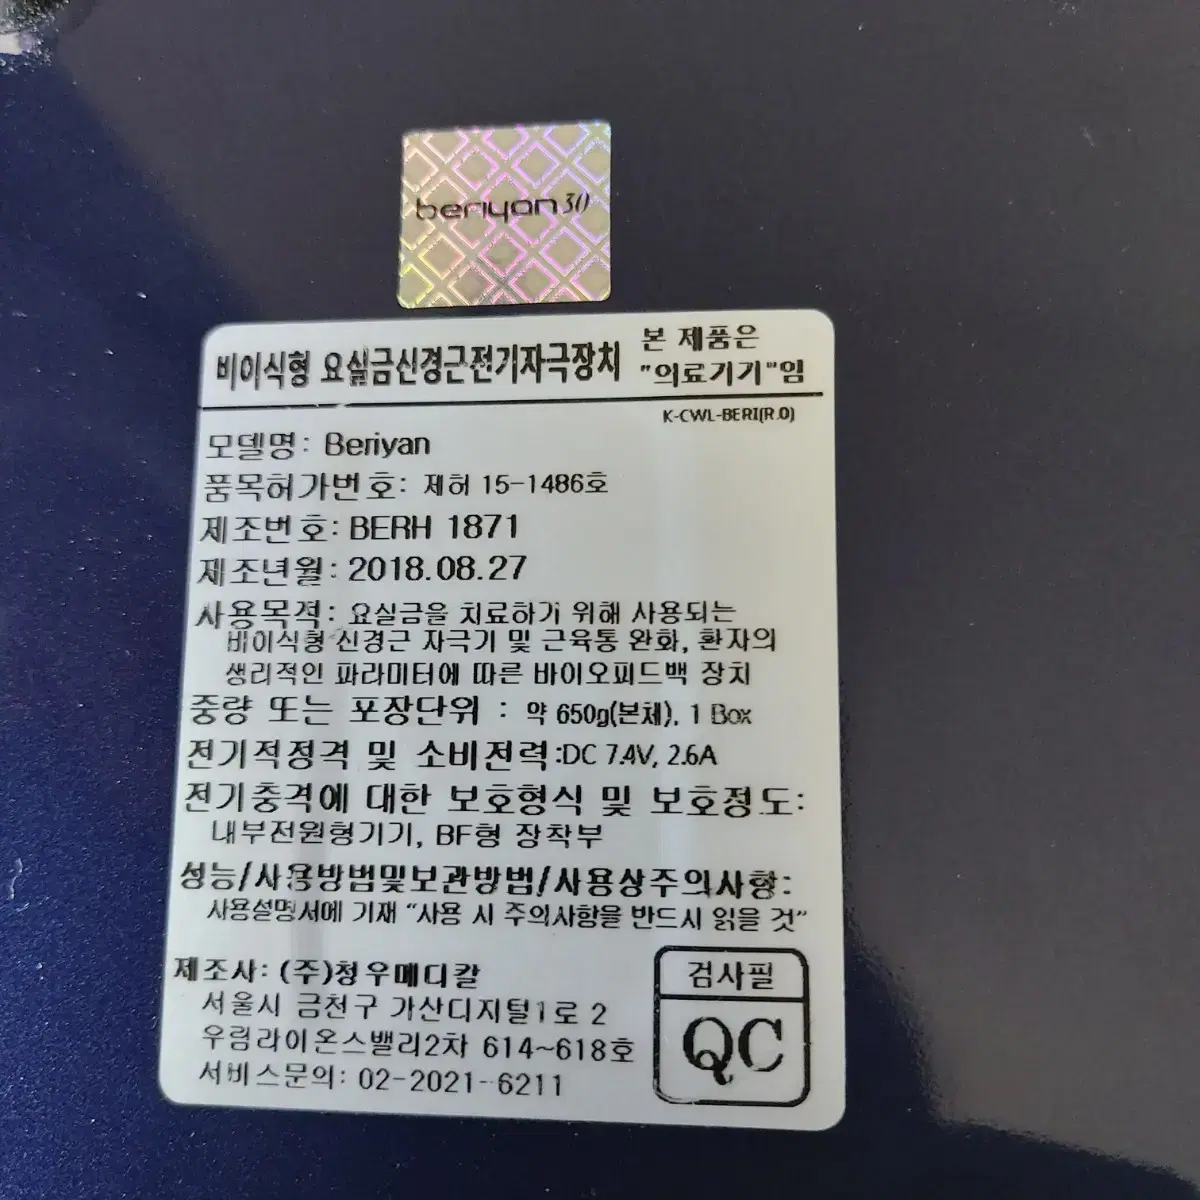 beriyan30
비이식형 요실금신경근전기자극장치
본 제품은
"의료기기"임
K-CWL-BERI(R.0)
모델명: Beriyan
품목허가번호: 제허 15-1486호
제조번호: BERH 1871
제조년월: 2018.08.27
사용목적: 요실금을 치료하기 위해 사용되는
비이식형 신경근 자극기 및 근육통 완화, 환자의
생리적인 파라미터에 따른 바이오피드백 장치
중량 또는 포장단위 : 약 650g(본체), 1 Box
전기적정격 및 소비전력:DC 7.4V, 2.6A
전기충격에 대한 보호형식 및 보호정도:
내부전원형기기, BF형 장착부
성능/사용방법및보관방법/사용상주의사항:
사용설명서에 기재 "사용 시 주의사항을 반드시 읽을 것"
제조사: (주)청우메디칼
서울시 금천구 가산디지털1로 2
우림라이온스밸리2차 614~618호
서비스문의: 02-2021-6211
검사필
QC